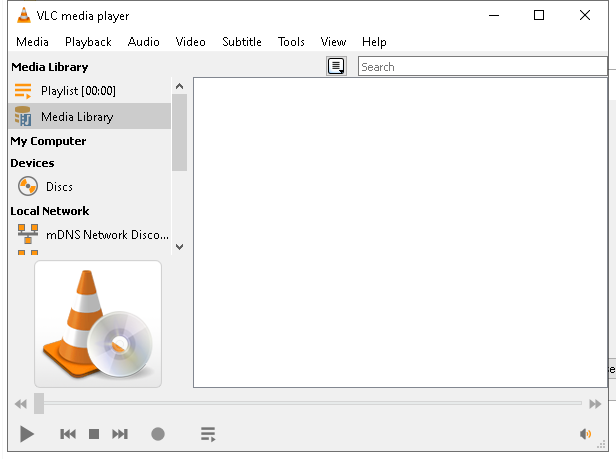 VLC media player
Media Playback Audio Video Subtitle Tools View Help
Media Library
Search
Playlist [00:00]
Media Library
My Computer
Devices
Discs
Local Network
mDNS Network Disco...